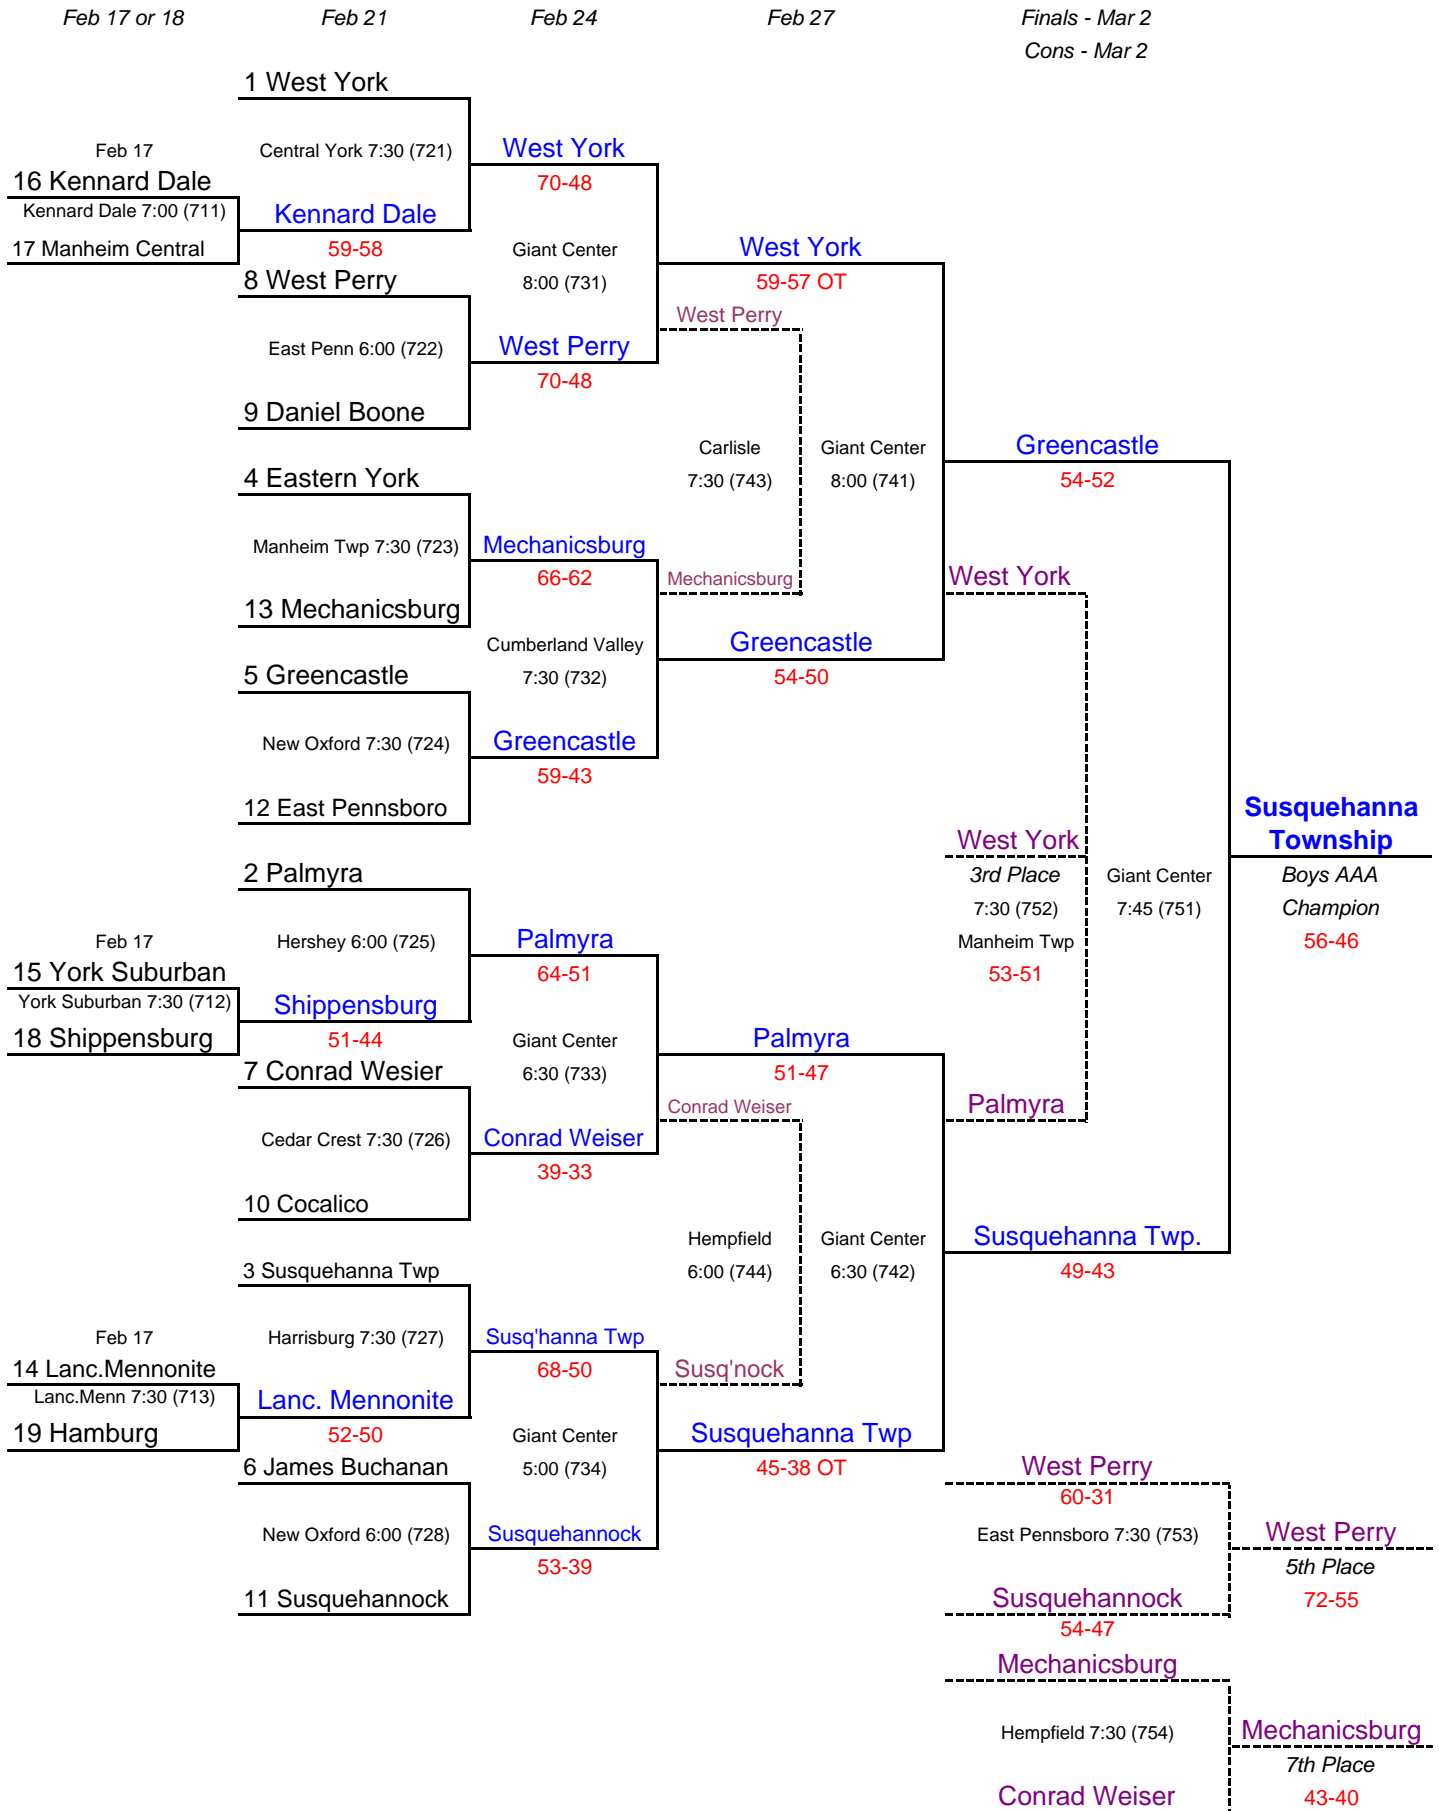 Feb 17 or 18 Feb 21 Feb 24 Feb 27 Finals - Mar 2
Cons - Mar 2
1 West York
Feb 17 Central York 7:30 (721) West York
16 Kennard Dale 70-48
Kennard Dale 7:00 (711) Kennard Dale
17 Manheim Central 59-58 Giant Center West York
8 West Perry 8:00 (731) 59-57 OT
West Perry
East Penn 6:00 (722) West Perry
70-48
9 Daniel Boone
Carlisle Giant Center Greencastle
4 Eastern York 7:30 (743) 8:00 (741) 54-52
Manheim Twp 7:30 (723) Mechanicsburg
66-62 Mechanicsburg West York
13 Mechanicsburg
Cumberland Valley Greencastle
5 Greencastle 7:30 (732) 54-50
New Oxford 7:30 (724) Greencastle
59-43
12 East Pennsboro Susquehanna
West York Township
2 Palmyra 3rd Place Giant Center Boys AAA
7:30 (752) 7:45 (751) Champion
Feb 17 Hershey 6:00 (725) Palmyra Manheim Twp 56-46
15 York Suburban 64-51 53-51
York Suburban 7:30 (712) Shippensburg
18 Shippensburg 51-44 Giant Center Palmyra
7 Conrad Wesier 6:30 (733) 51-47
Conrad Weiser Palmyra
Cedar Crest 7:30 (726) Conrad Weiser
39-33
10 Cocalico
Hempfield Giant Center Susquehanna Twp.
3 Susquehanna Twp 6:00 (744) 6:30 (742) 49-43
Feb 17 Harrisburg 7:30 (727) Susq'hanna Twp
14 Lanc.Mennonite 68-50 Susq'nock
Lanc.Menn 7:30 (713) Lanc. Mennonite
19 Hamburg 52-50 Giant Center Susquehanna Twp
6 James Buchanan 5:00 (734) 45-38 OT West Perry
60-31
New Oxford 6:00 (728) Susquehannock East Pennsboro 7:30 (753) West Perry
53-39 5th Place
11 Susquehannock Susquehannock 72-55
54-47
Mechanicsburg
Hempfield 7:30 (754) Mechanicsburg
7th Place
Conrad Weiser 43-40